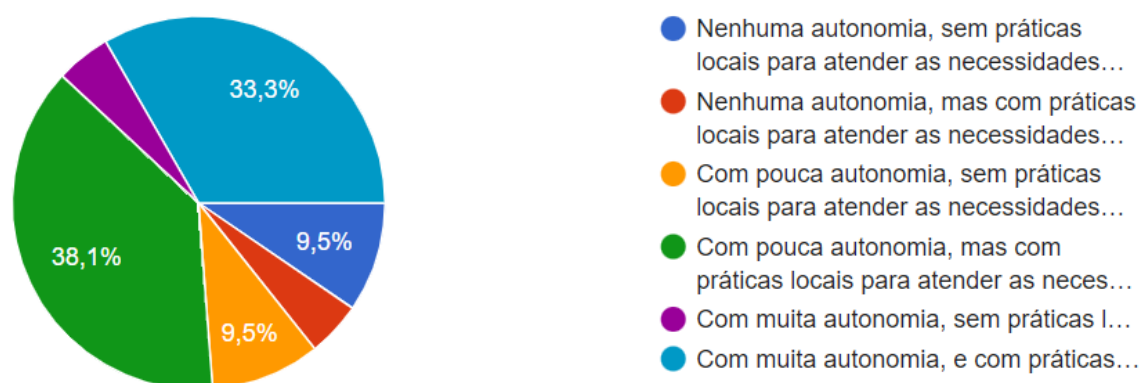 33,3%
9,5%
38,1%
9,5%
Nenhuma autonomia, sem práticas
locais para atender as necessidades…
Nenhuma autonomia, mas com práticas
locais para atender as necessidades…
Com pouca autonomia, sem práticas
locais para atender as necessidades…
Com pouca autonomia, mas com
práticas locais para atender as neces…
Com muita autonomia, sem práticas l…
Com muita autonomia, e com práticas…